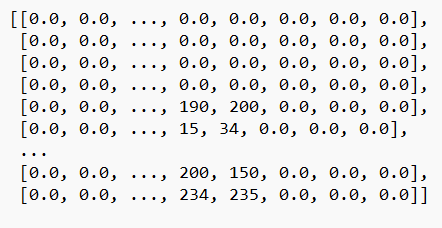 [[0.0, 0.0, ..., 0.0, 0.0, 0.0, 0.0, 0.0],
[0.0, 0.0, ..., 0.0, 0.0, 0.0, 0.0, 0.0],
[0.0, 0.0, ..., 0.0, 0.0, 0.0, 0.0, 0.0],
[0.0, 0.0, ..., 0.0, 0.0, 0.0, 0.0, 0.0],
[0.0, 0.0, ..., 190, 200, 0.0, 0.0, 0.0],
[0.0, 0.0, ..., 15, 34, 0.0, 0.0, 0.0],
...
[0.0, 0.0, ..., 200, 150, 0.0, 0.0, 0.0],
[0.0, 0.0, ..., 234, 235, 0.0, 0.0, 0.0]]